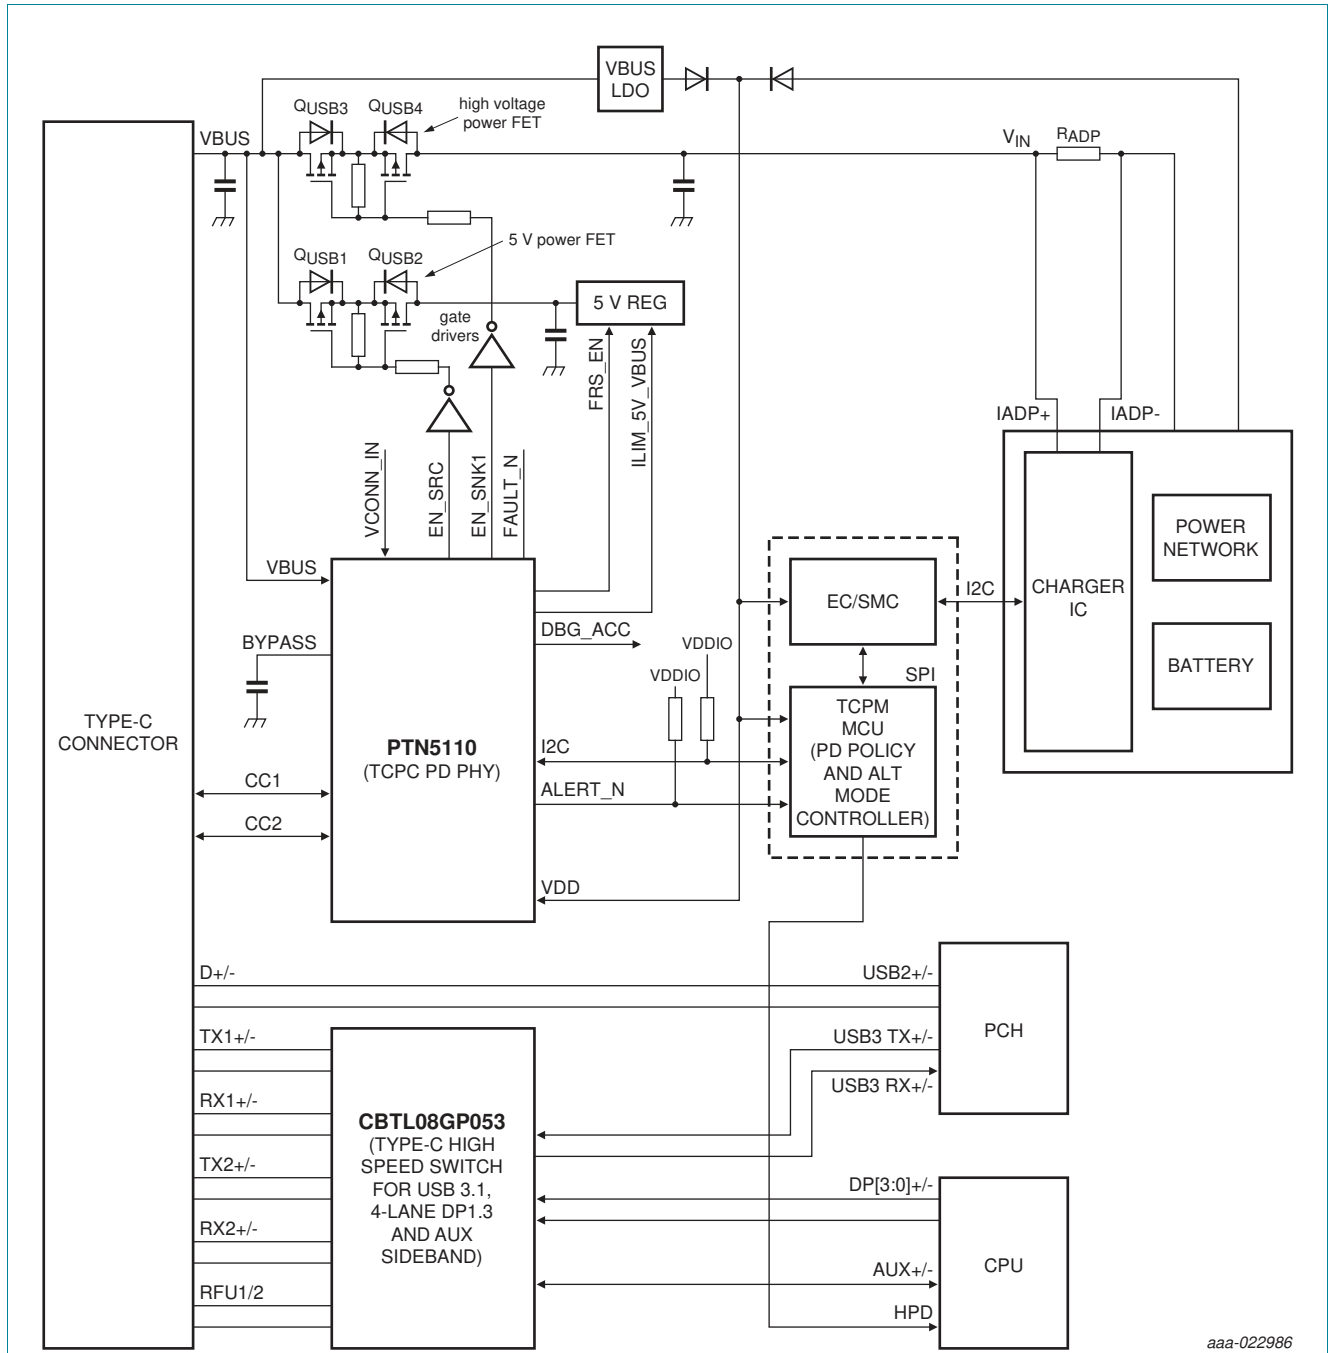 VBUS
LDO
QUSB3
QUSB4
high voltage
power FET
VBUS
VIN
RADP
5 V power FET
QUSB1
QUSB2
5 V REG
gate
drivers
FRS_EN
ILIM_5V_VBUS
IADP+
IADP-
VCONN_IN
EN_SRC
EN_SNK1
FAULT_N
VBUS
POWER
NETWORK
EC/SMC
I2C
CHARGER
IC
DBG_ACC
VDDIO
BYPASS
VDDIO
SPI
BATTERY
TYPE-C
CONNECTOR
PTN5110
(TCPC PD PHY)
TCPM
MCU
(PD POLICY
AND ALT
MODE
CONTROLLER)
I2C
CC1
ALERT_N
CC2
VDD
D+/-
USB2+/-
TX1+/-
USB3 TX+/-
PCH
USB3 RX+/-
RX1+/-
CBTL08GP053
(TYPE-C HIGH
SPEED SWITCH
FOR USB 3.1,
4-LANE DP1.3
AND AUX
SIDEBAND)
TX2+/-
DP[3:0]+/-
RX2+/-
AUX+/-
CPU
RFU1/2
HPD
aaa-022986